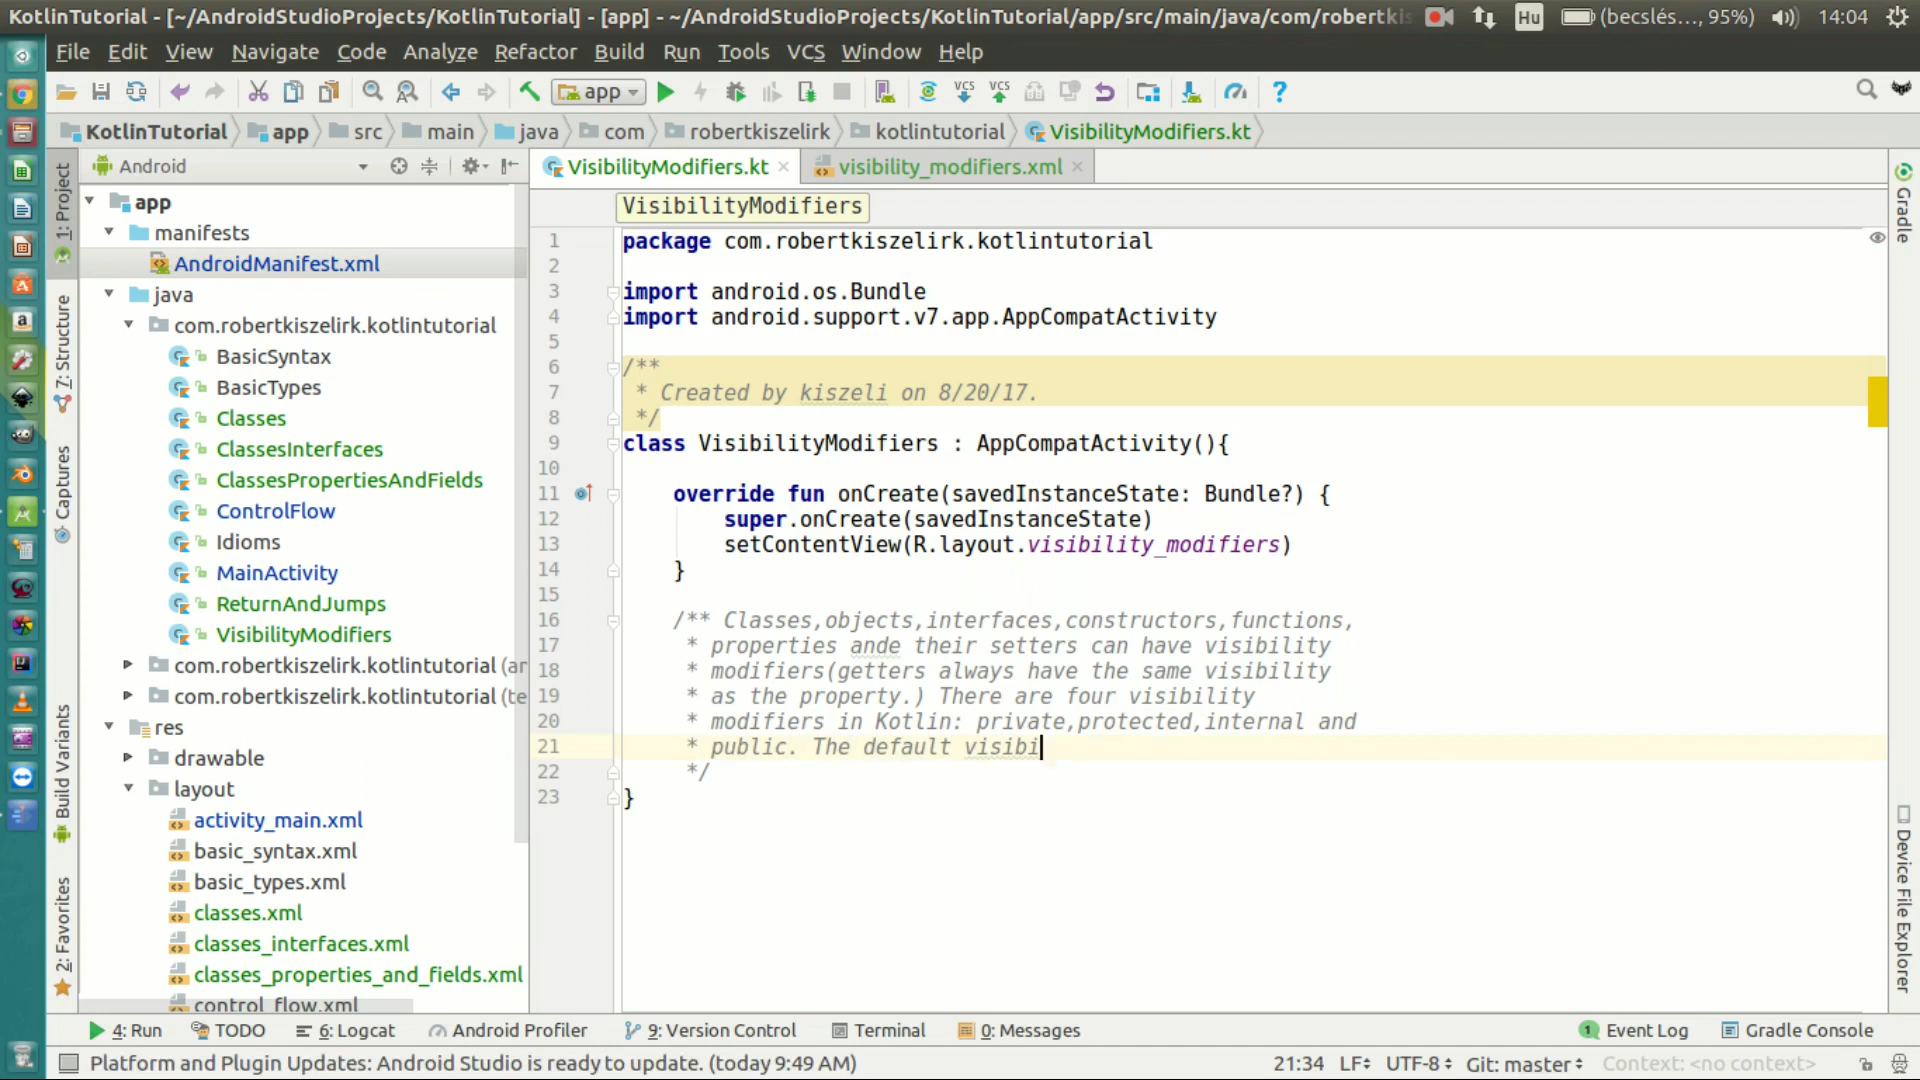 KotlinTutorial - [~/AndroidStudioProjects/KotlinTutorial] - [app] - ~/AndroidStudioProjects/KotlinTutorial/app/src/main/java/com/robertkis
Hu (becslés..., 95%) 14:04
File Edit View Navigate Code Analyze Refactor Build Run Tools VCS Window Help
app VCS VCS ?
KotlinTutorial app src main java com robertkiszelirk kotlintutorial VisibilityModifiers.kt
Android
VisibilityModifiers.kt visibility_modifiers.xml
VisibilityModifiers
1: Project
7: Structure
Captures
Build Variants
2: Favorites
app
manifests
AndroidManifest.xml
java
com.robertkiszelirk.kotlintutorial
BasicSyntax
BasicTypes
Classes
ClassesInterfaces
ClassesPropertiesAndFields
ControlFlow
Idioms
MainActivity
ReturnAndJumps
VisibilityModifiers
com.robertkiszelirk.kotlintutorial (ar
com.robertkiszelirk.kotlintutorial (te
res
drawable
layout
activity_main.xml
basic_syntax.xml
basic_types.xml
classes.xml
classes_interfaces.xml
classes_properties_and_fields.xml
control_flow.xml
1 package com.robertkiszelirk.kotlintutorial
2
3 import android.os.Bundle
4 import android.support.v7.app.AppCompatActivity
5
6 /**
7 * Created by kiszeli on 8/20/17.
8 */
9 class VisibilityModifiers : AppCompatActivity(){
10
11 override fun onCreate(savedInstanceState: Bundle?) {
12 super.onCreate(savedInstanceState)
13 setContentView(R.layout.visibility_modifiers)
14 }
15
16 /** Classes,objects,interfaces,constructors,functions,
17 * properties ande their setters can have visibility
18 * modifiers(getters always have the same visibility
19 * as the property.) There are four visibility
20 * modifiers in Kotlin: private,protected,internal and
21 * public. The default visibi
22 */
23 }
Gradle
Device File Explorer
4: Run TODO 6: Logcat Android Profiler 9: Version Control Terminal 0: Messages 1 Event Log Gradle Console
Platform and Plugin Updates: Android Studio is ready to update. (today 9:49 AM) 21:34 LF UTF-8 Git: master Context: <no context>